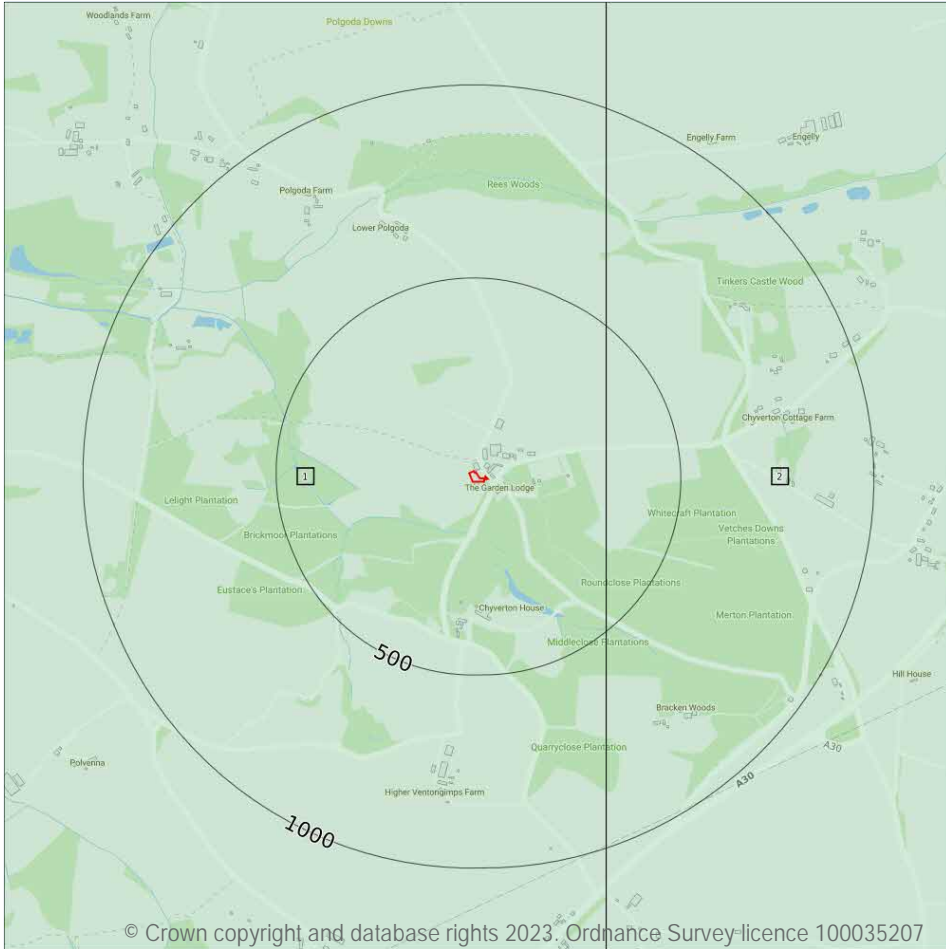 Woodlands Farm
Polgoda Downs
Engelly Farm
Engelly
Rees Woods
Polgoda Farm
Lower Polgoda
Tinkers Castle Wood
Chyverton Cottage Farm
1
2
The Garden Lodge
Lelight Plantation
Whitecraft Plantation
Vetches Downs
Plantations
Brickmoor Plantations
Roundclose Plantations
Eustace's Plantation
Chyverton House
Merton Plantation
Middleclose Plantations
500
Hill House
Bracken Woods
Quarryclose Plantation
A30
A30
Polvenna
Higher Ventongimps Farm
1000
© Crown copyright and database rights 2023. Ordnance Survey licence 100035207